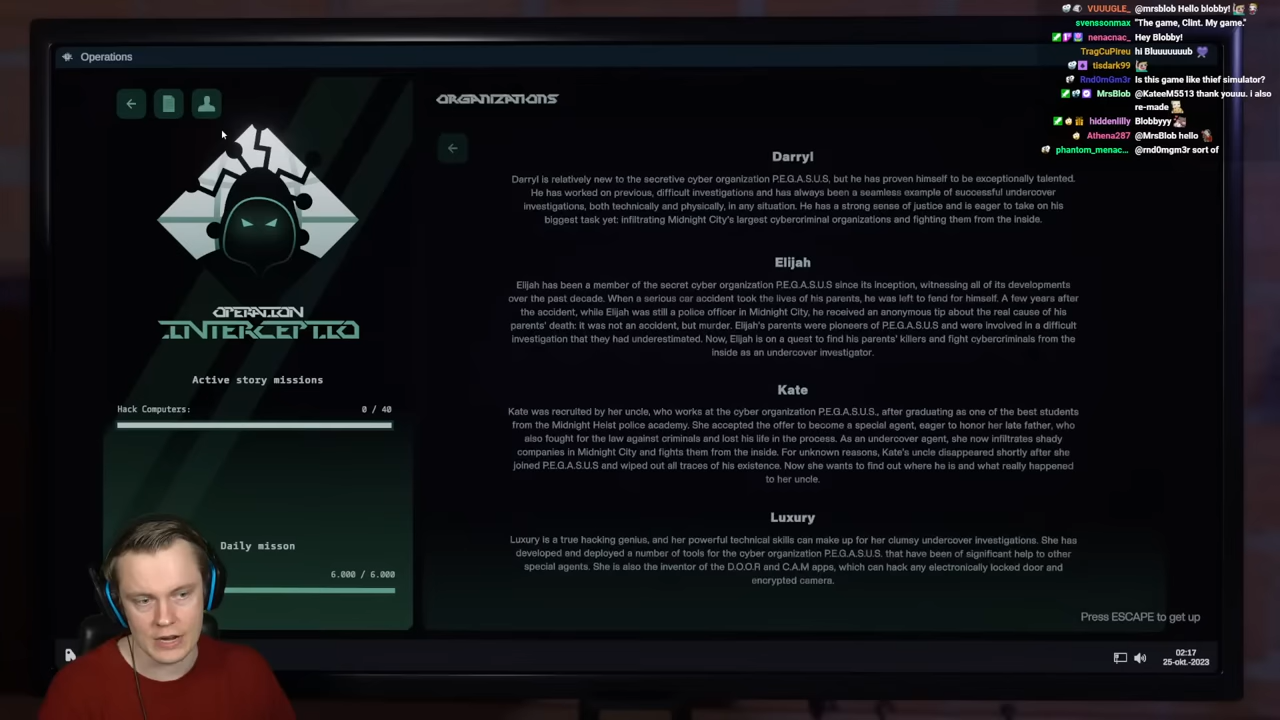 Operations
ORGANIZATIONS
OPERATION
INTERCEPTIO
Active story missions
Hack Computers: 0 / 40
Daily misson
6.000 / 6.000
Darryl
Darryl is relatively new to the secretive cyber organization P.E.G.A.S.U.S, but he has proven himself to be exceptionally talented.
He has worked on previous, difficult investigations and has always been a seamless example of successful undercover
investigations, both technically and physically, in any situation. He has a strong sense of justice and is eager to take on his
biggest task yet: infiltrating Midnight City's largest cybercriminal organizations and fighting them from the inside.
Elijah
Elijah has been a member of the secret cyber organization P.E.G.A.S.U.S since its inception, witnessing all of its developments
over the past decade. When a serious car accident took the lives of his parents, he was left to fend for himself. A few years after
the accident, while Elijah was still a police officer in Midnight City, he received an anonymous tip about the real cause of his
parents' death: it was not an accident, but murder. Elijah's parents were pioneers of P.E.G.A.S.U.S and were involved in a difficult
investigation that they had underestimated. Now, Elijah is on a quest to find his parents' killers and fight cybercriminals from the
inside as an undercover investigator.
Kate
Kate was recruited by her uncle, who works at the cyber organization P.E.G.A.S.U.S., after graduating as one of the best students
from the Midnight Heist police academy. She accepted the offer to become a special agent, eager to honor her late father, who
also fought for the law against criminals and lost his life in the process. As an undercover agent, she now infiltrates shady
companies in Midnight City and fights them from the inside. For unknown reasons, Kate's uncle disappeared shortly after she
joined P.E.G.A.S.U.S and wiped out all traces of his existence. Now she wants to find out where he is and what really happened
to her uncle.
Luxury
Luxury is a true hacking genius, and her powerful technical skills can make up for her clumsy undercover investigations. She has
developed and deployed a number of tools for the cyber organization P.E.G.A.S.U.S. that have been of significant help to other
special agents. She is also the inventor of the D.O.O.R and C.A.M apps, which can hack any electronically locked door and
encrypted camera.
Press ESCAPE to get up
02:17
25-okt.-2023
VUUUGLE_ @mrsblob Hello blobby!
svenssonmax "The game, Clint. My game."
nenacnac_ Hey Blobby!
TragCuPireu hi Bluuuuuuub
tisdark99
Rnd0mGm3r Is this game like thief simulator?
MrsBlob @KateeM5513 thank youuu. i also
re-made
hiddenlilly Blobbyyy
Athena287 @MrsBlob hello
phantom_menac... @rnd0mgm3r sort of